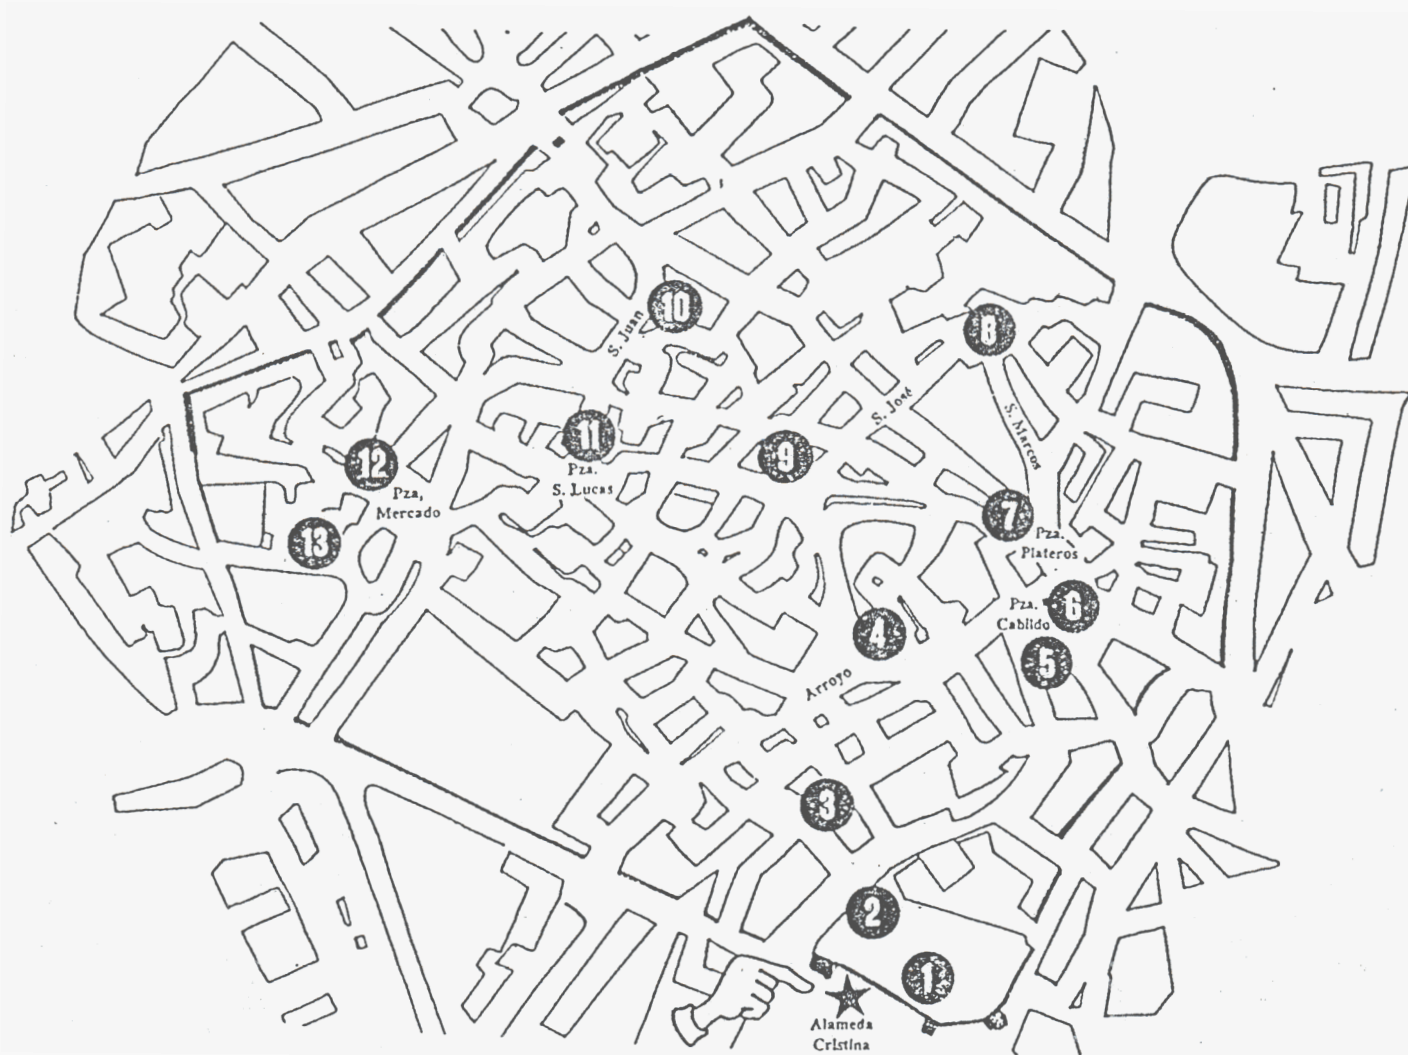 10
S. Juan
8
S. José
S. Marcos
11
Pza.
S. Lucas
9
12
Pza,
Mercado
7
Pza.
Plateros
13
6
Pza.
Cabildo
4
5
Arroyo
3
2
1
Alameda
Cristina